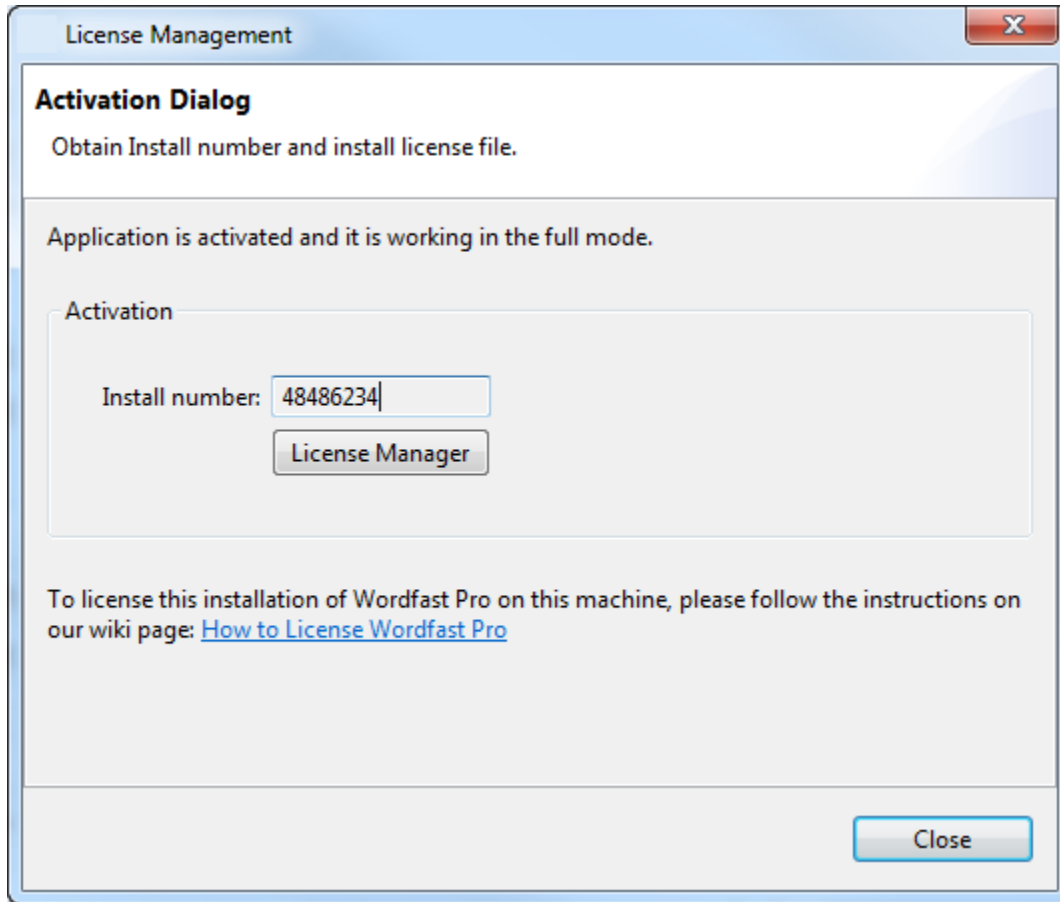 License Management
Activation Dialog
Obtain Install number and install license file.
Application is activated and it is working in the full mode.
Activation
Install number: 48486234
License Manager
To license this installation of Wordfast Pro on this machine, please follow the instructions on
our wiki page: How to License Wordfast Pro
Close